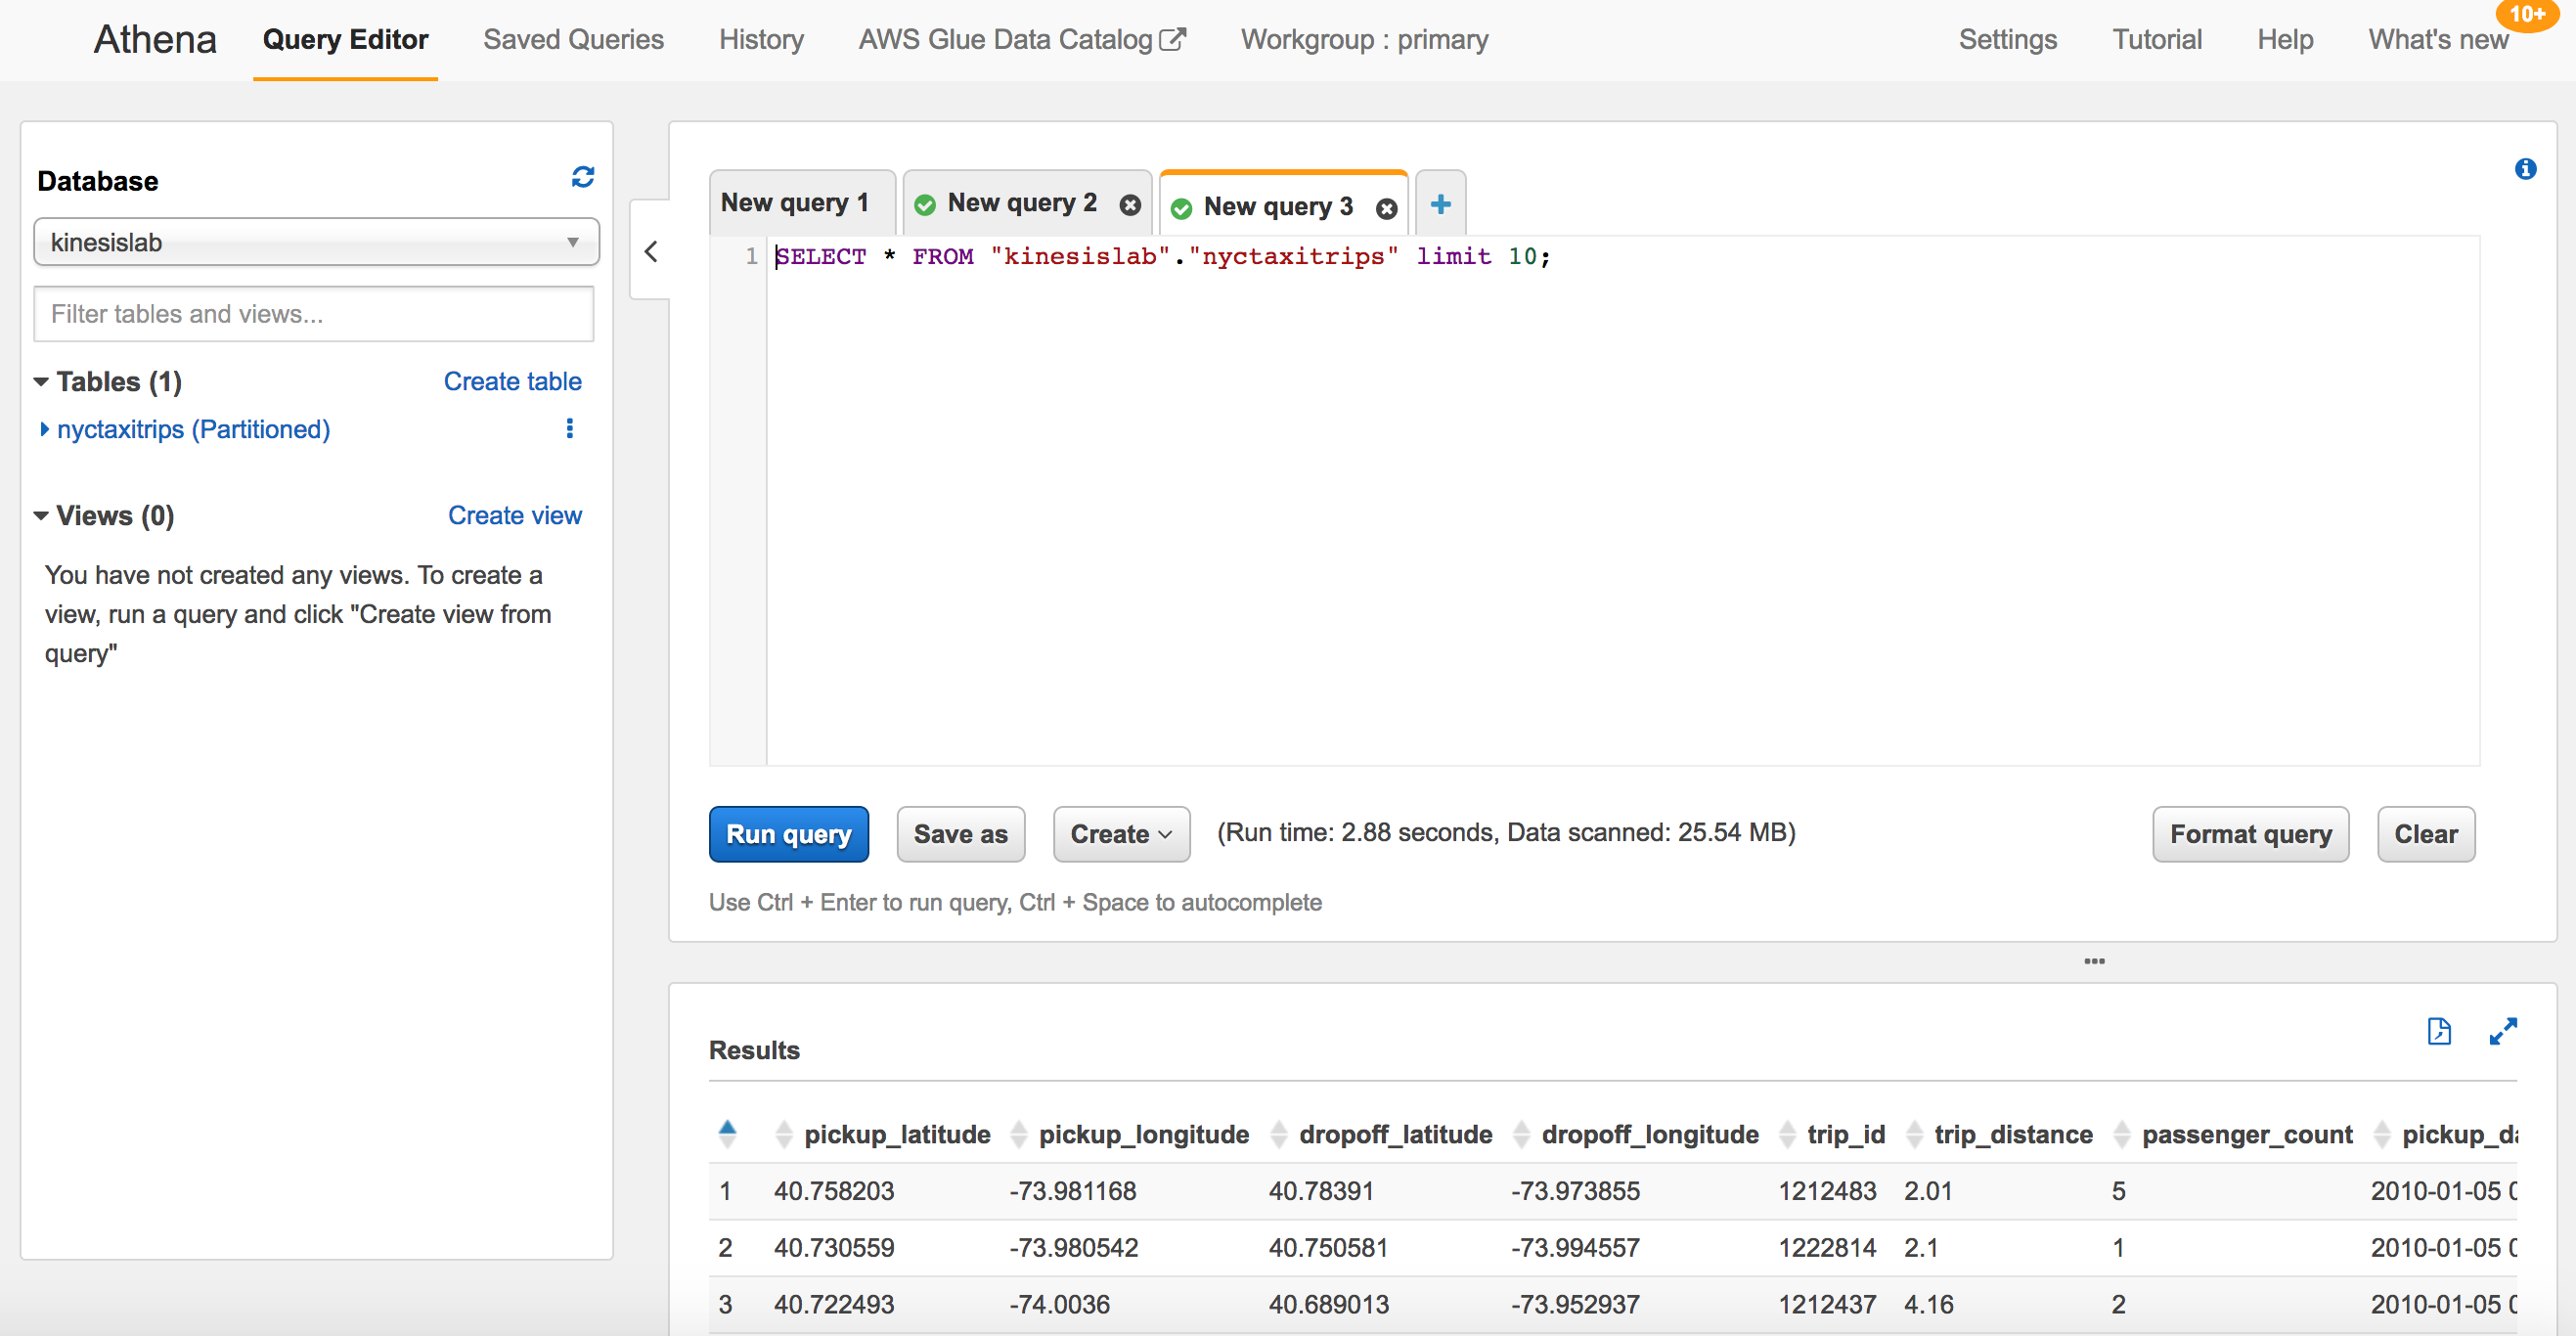 Athena Query Editor Saved Queries History AWS Glue Data Catalog Workgroup : primary Settings Tutorial Help What's new 10+
Database
kinesislab
Filter tables and views...
Tables (1) Create table
nyctaxitrips (Partitioned)
Views (0) Create view
You have not created any views. To create a
view, run a query and click "Create view from
query"
New query 1 New query 2 New query 3
1 SELECT * FROM "kinesislab"."nyctaxitrips" limit 10;
Run query Save as Create (Run time: 2.88 seconds, Data scanned: 25.54 MB) Format query Clear
Use Ctrl + Enter to run query, Ctrl + Space to autocomplete
Results
pickup_latitude pickup_longitude dropoff_latitude dropoff_longitude trip_id trip_distance passenger_count
1 40.758203 -73.981168 40.78391 -73.973855 1212483 2.01 5 2010-01-05
2 40.730559 -73.980542 40.750581 -73.994557 1222814 2.1 1 2010-01-05
3 40.722493 -74.0036 40.689013 -73.952937 1212437 4.16 2 2010-01-05